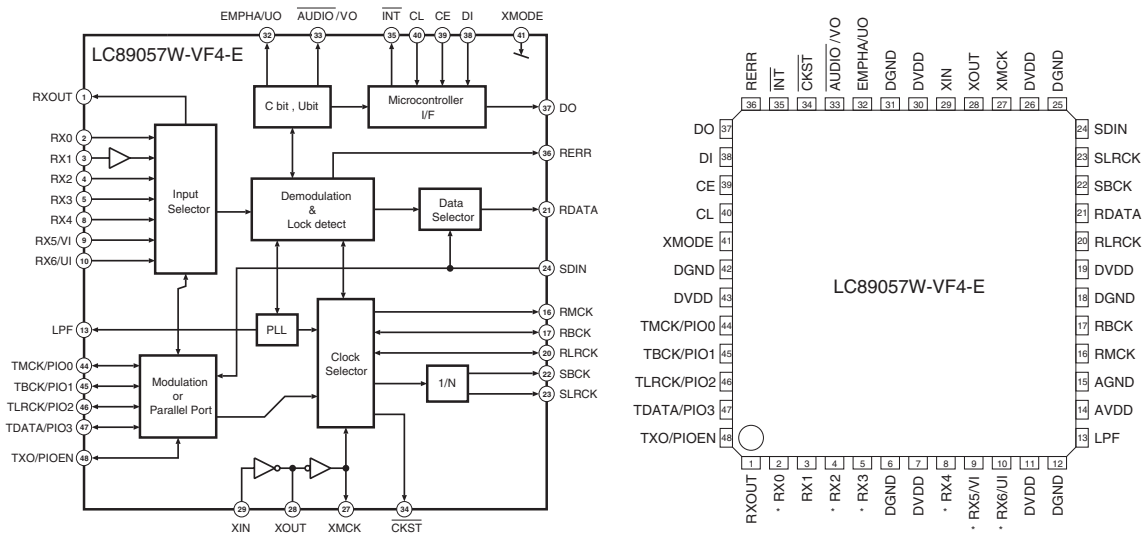 EMPHA/UO
AUDIO/VO
INT
CL
CE
DI
XMODE
32
33
35
40
39
38
41
LC89057W-VF4-E
RXOUT 1
C bit , Ubit
Microcontroller
I/F
37 DO
RX0 2
RX1 3
RX2 4
RX3 5
RX4 8
RX5/VI 9
RX6/UI 10
Input
Selector
36 RERR
Demodulation
&
Lock detect
Data
Selector
21 RDATA
24 SDIN
LPF 13
PLL
Clock
Selector
16 RMCK
17 RBCK
20 RLRCK
22 SBCK
23 SLRCK
1/N
TMCK/PIO0 44
TBCK/PIO1 45
TLRCK/PIO2 46
TDATA/PIO3 47
TXO/PIOEN 48
Modulation
or
Parallel Port
29
28
27
34
XIN
XOUT
XMCK
CKST
RERR
INT
CKST
AUDIO/VO
EMPHA/UO
DGND
DVDD
XIN
XOUT
XMCK
DVDD
DGND
36
35
34
33
32
31
30
29
28
27
26
25
DO 37
DI 38
CE 39
CL 40
XMODE 41
DGND 42
DVDD 43
TMCK/PIO0 44
TBCK/PIO1 45
TLRCK/PIO2 46
TDATA/PIO3 47
TXO/PIOEN 48
LC89057W-VF4-E
24 SDIN
23 SLRCK
22 SBCK
21 RDATA
20 RLRCK
19 DVDD
18 DGND
17 RBCK
16 RMCK
15 AGND
14 AVDD
13 LPF
1
2
3
4
5
6
7
8
9
10
11
12
RXOUT
* RX0
RX1
* RX2
* RX3
DGND
DVDD
* RX4
* RX5/VI
* RX6/UI
DVDD
DGND